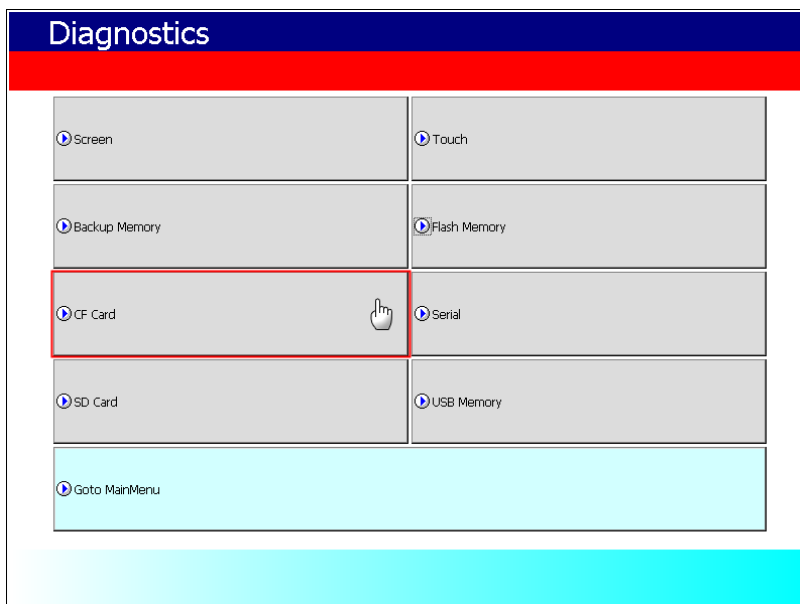 Diagnostics
Screen
Touch
Backup Memory
Flash Memory
CF Card
Serial
SD Card
USB Memory
Goto MainMenu